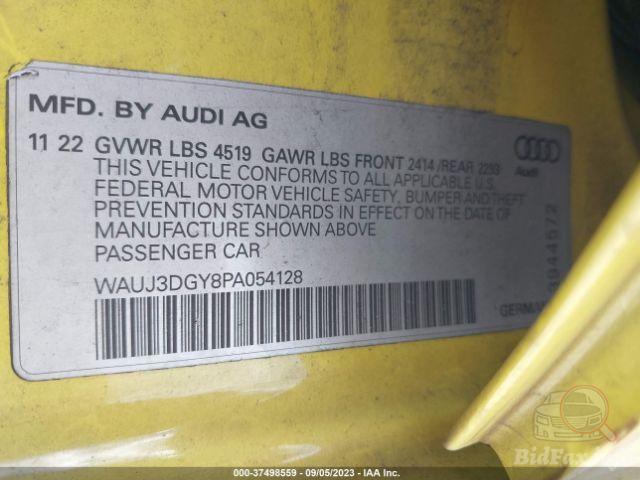 MFD. BY AUDI AG
11 22 GVWR LBS 4519 GAWR LBS FRONT 2414 /REAR 2293
THIS VEHICLE CONFORMS TO ALL APPLICABLE U.S.
FEDERAL MOTOR VEHICLE SAFETY, BUMPER AND THEFT
PREVENTION STANDARDS IN EFFECT ON THE DATE OF
MANUFACTURE SHOWN ABOVE
PASSENGER CAR
WAUJ3DGY8PA054128
Audi
3944572
GERMAN
BidFax
000-37498559 - 09/05/2023 - IAA Inc.